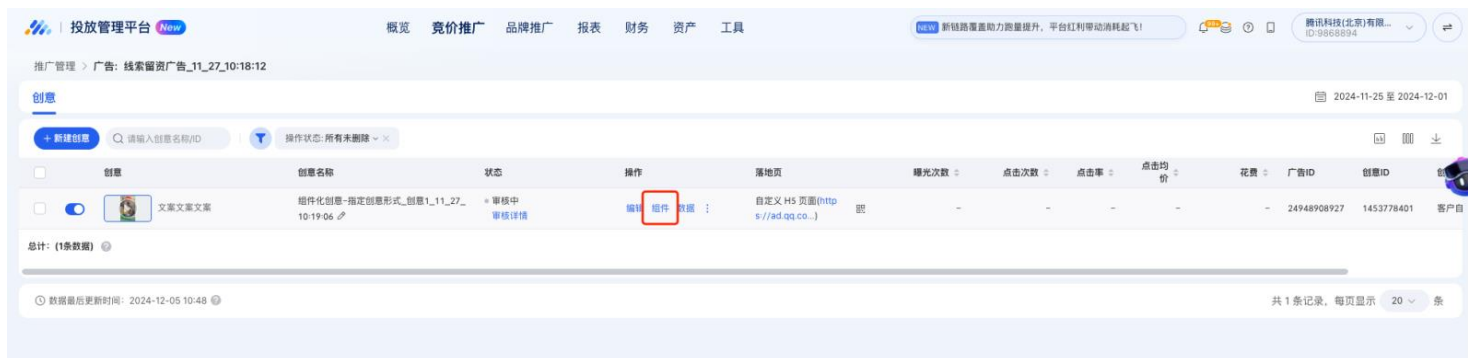 投放管理平台 New 概览 竞价推广 品牌推广 报表 财务 资产 工具 NEW 新链路覆盖助力跑量提升，平台红利带动消耗起飞！ 腾讯科技(北京)有限...
ID:9868894
推广管理 > 广告: 线索留资广告_11_27_10:18:12
创意 2024-11-25 至 2024-12-01
+ 新建创意 请输入创意名称/ID 操作状态: 所有未删除
创意 创意名称 状态 操作 落地页 曝光次数 点击次数 点击率 点击均价 花费 广告ID 创意ID
文案文案文案 组件化创意-指定创意形式_创意1_11_27_ 审核中 编辑 组件 数据 自定义 H5 页面(http - - - - - 24948908927 1453778401 客户自
10:19:06 审核详情 s://ad.qq.co...)
总计: (1条数据)
数据最后更新时间: 2024-12-05 10:48 共 1 条记录, 每页显示 20 条